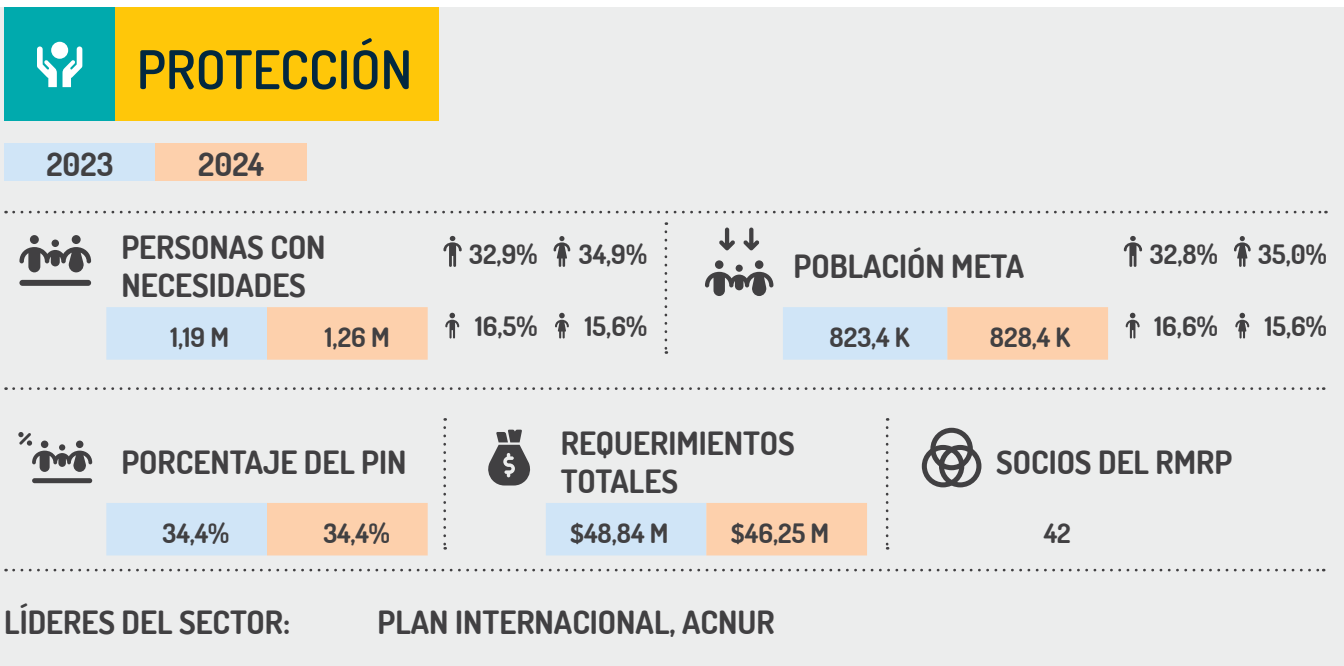 PROTECCIÓN
2023 2024
PERSONAS CON
NECESIDADES
32,9% 34,9%
1,19 M 1,26 M
16,5% 15,6%
POBLACIÓN META
32,8% 35,0%
823,4 K 828,4 K
16,6% 15,6%
%
PORCENTAJE DEL PIN
34,4% 34,4%
$
REQUERIMIENTOS
TOTALES
$48,84 M $46,25 M
SOCIOS DEL RMRP
42
LÍDERES DEL SECTOR: PLAN INTERNACIONAL, ACNUR